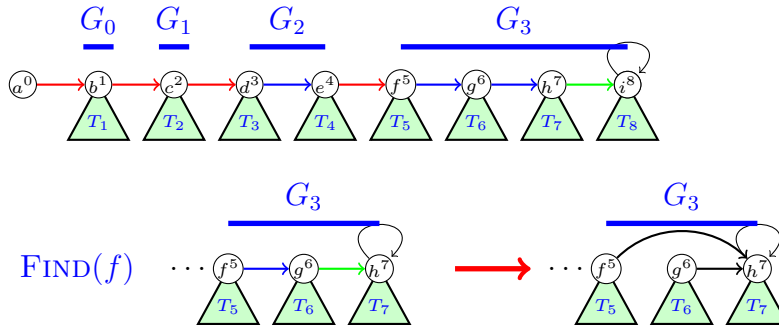 G₀ G₁ G₂ G₃
a⁰ b¹ c² d³ e⁴ f⁵ g⁶ h⁷ i⁸
T₁ T₂ T₃ T₄ T₅ T₆ T₇ T₈
G₃ G₃
FIND(f) ··· f⁵ g⁶ h⁷ ··· f⁵ g⁶ h⁷
T₅ T₆ T₇ T₅ T₆ T₇